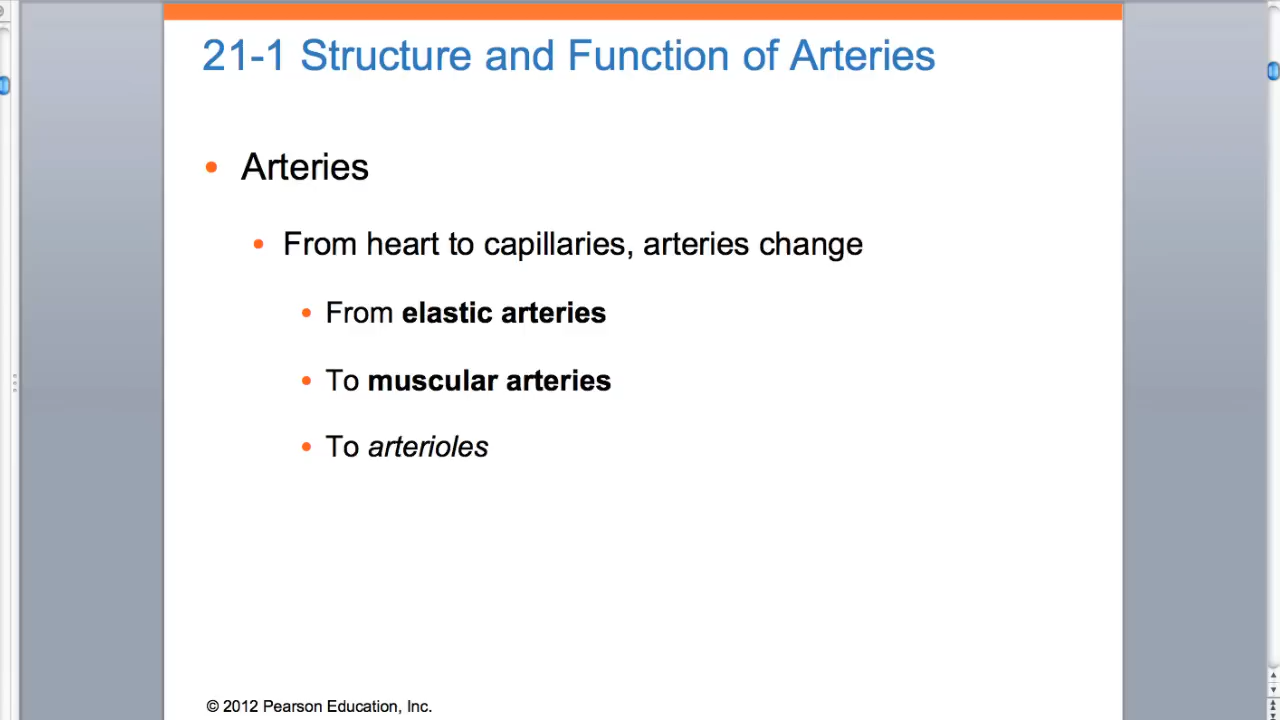 21-1 Structure and Function of Arteries
• Arteries
• From heart to capillaries, arteries change
• From elastic arteries
• To muscular arteries
• To arterioles
© 2012 Pearson Education, Inc.